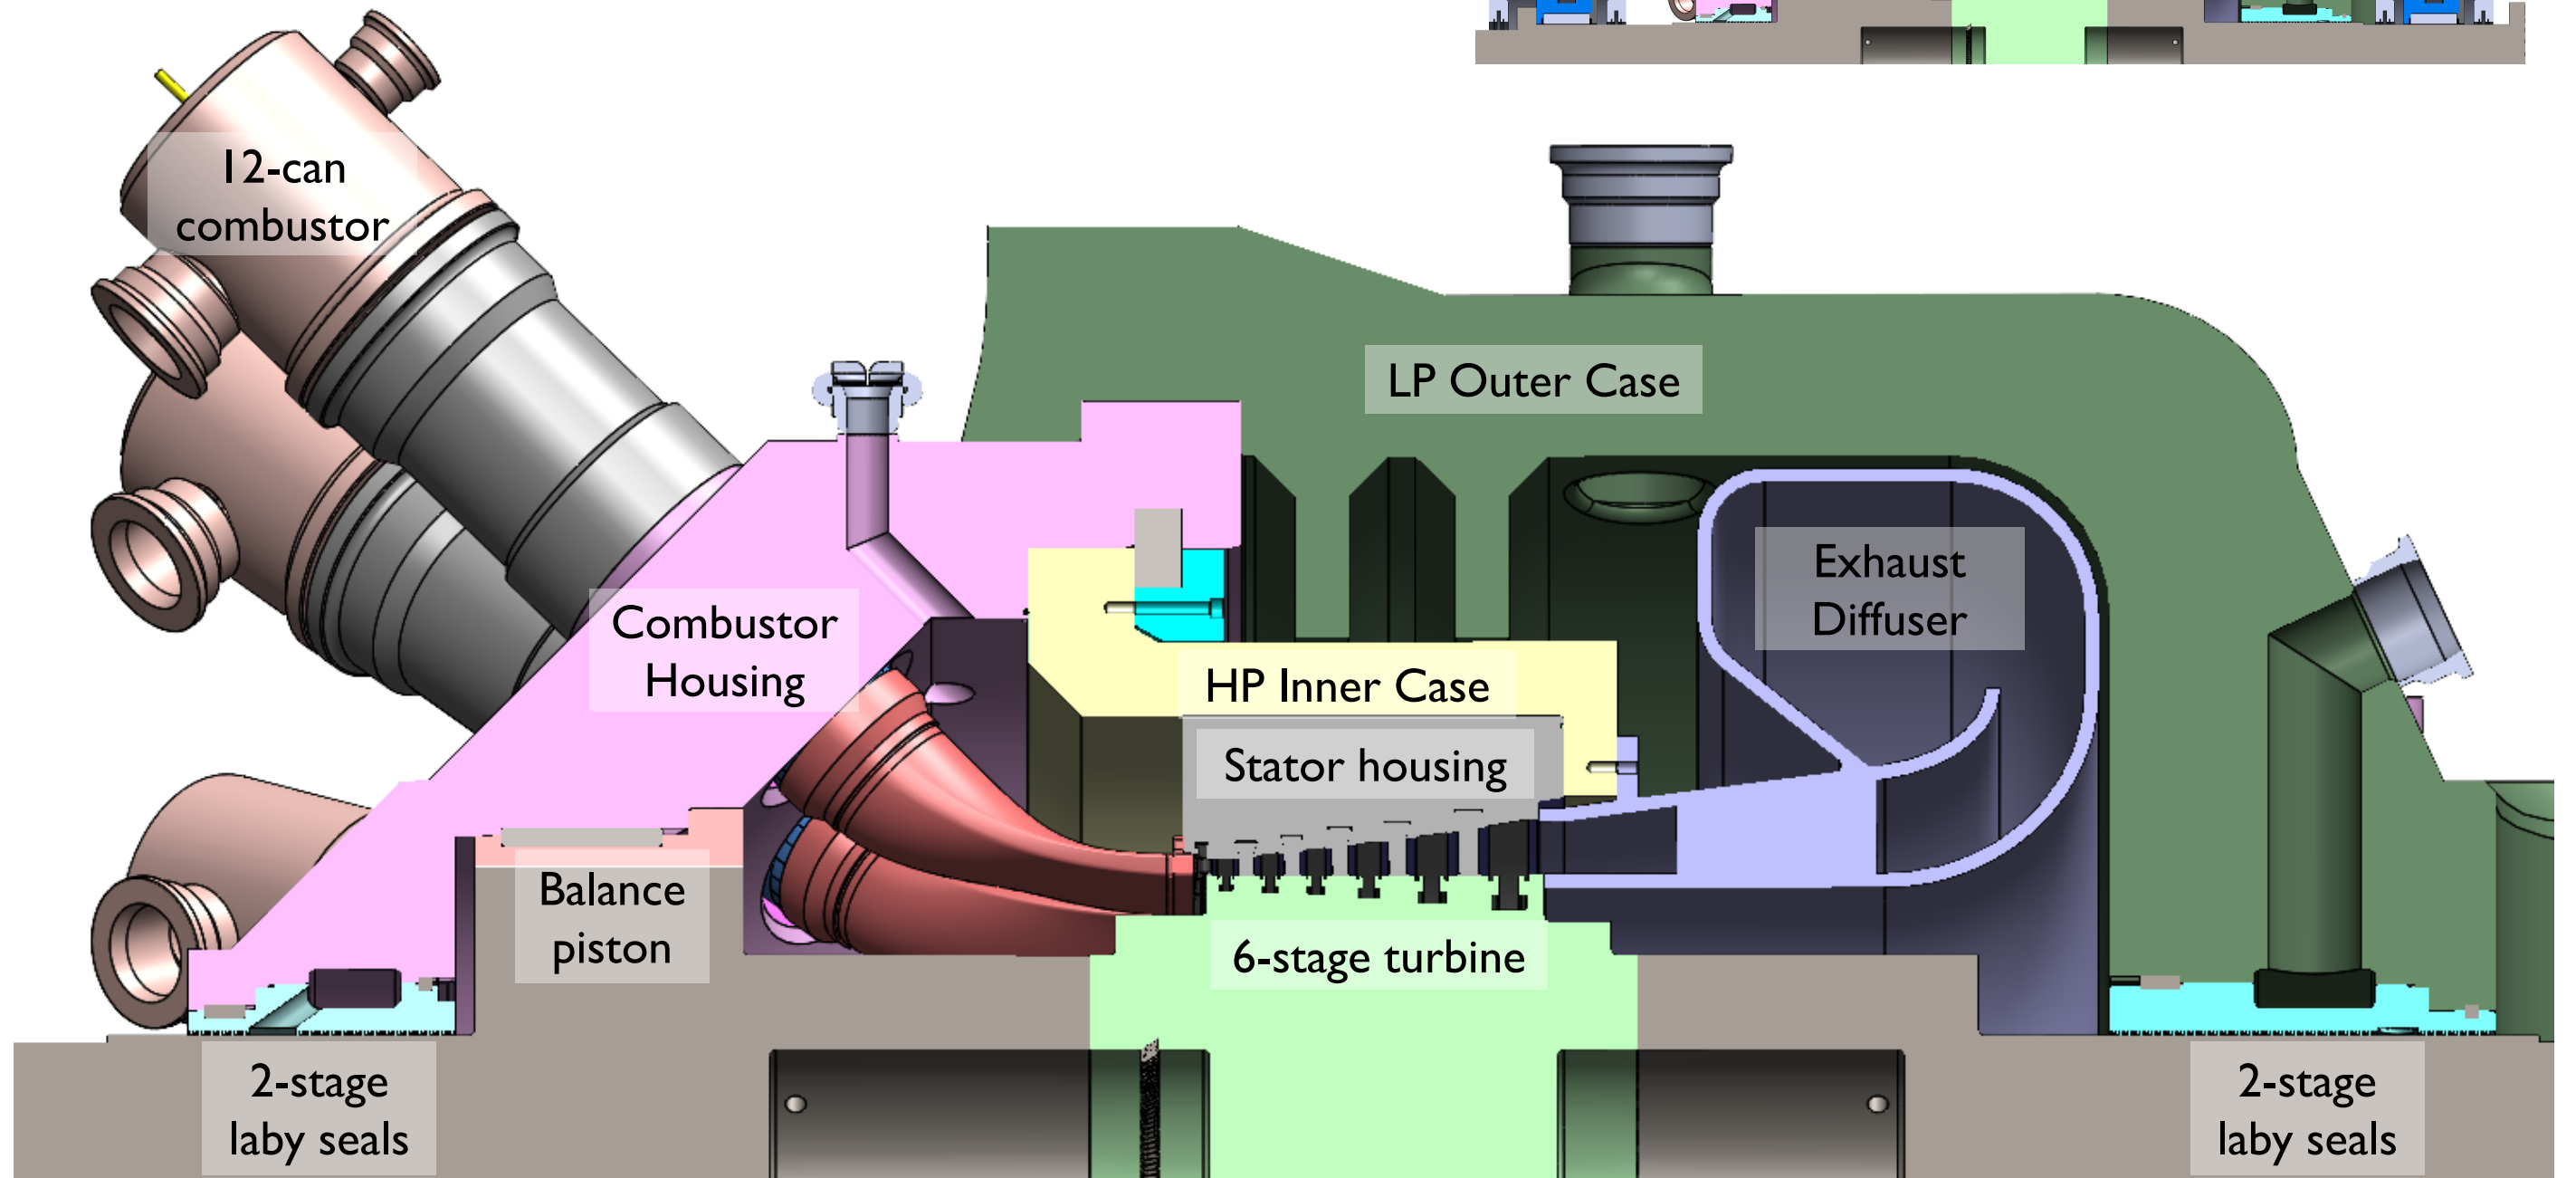 12-can
combustor
LP Outer Case
Exhaust
Diffuser
Combustor
Housing
HP Inner Case
Stator housing
Balance
piston
6-stage turbine
2-stage
laby seals
2-stage
laby seals